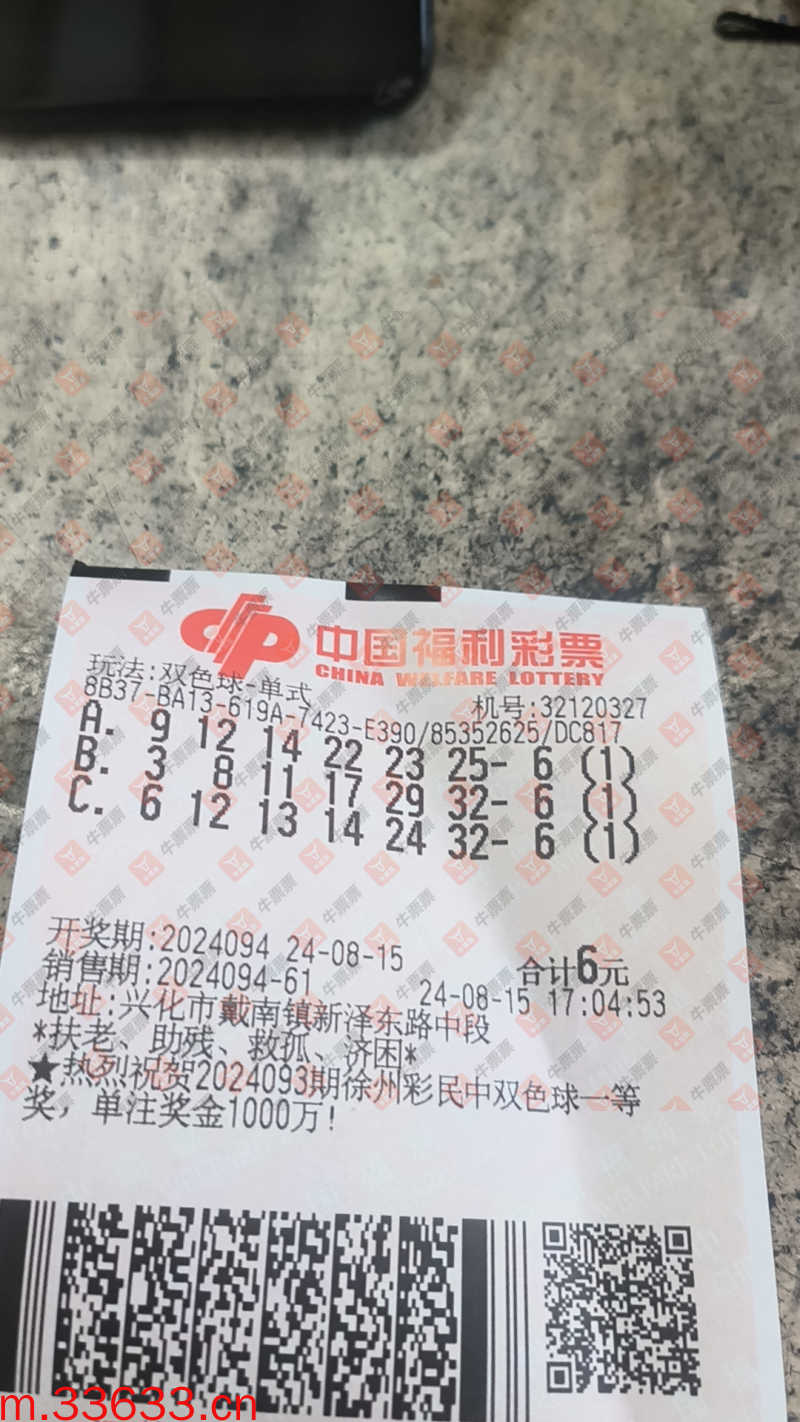 中国福利彩票
CHINA WELFARE LOTTERY
玩法:双色球-单式
机号:32120327
8B37-BA13-619A-7423-E390/85352625/DC817
A. 9 12 14 22 23 25- 6 (1)
B. 3 8 11 17 29 32- 6 (1)
C. 6 12 13 14 24 32- 6 (1)
开奖期:2024094 24-08-15
合计6元
销售期:2024094-61
24-08-15 17:04:53
地址:兴化市戴南镇新泽东路中段
*扶老、助残、救孤、济困*
★热烈祝贺2024093期徐州彩民中双色球一等
奖，单注奖金1000万!
m.33633.cn
牛票票